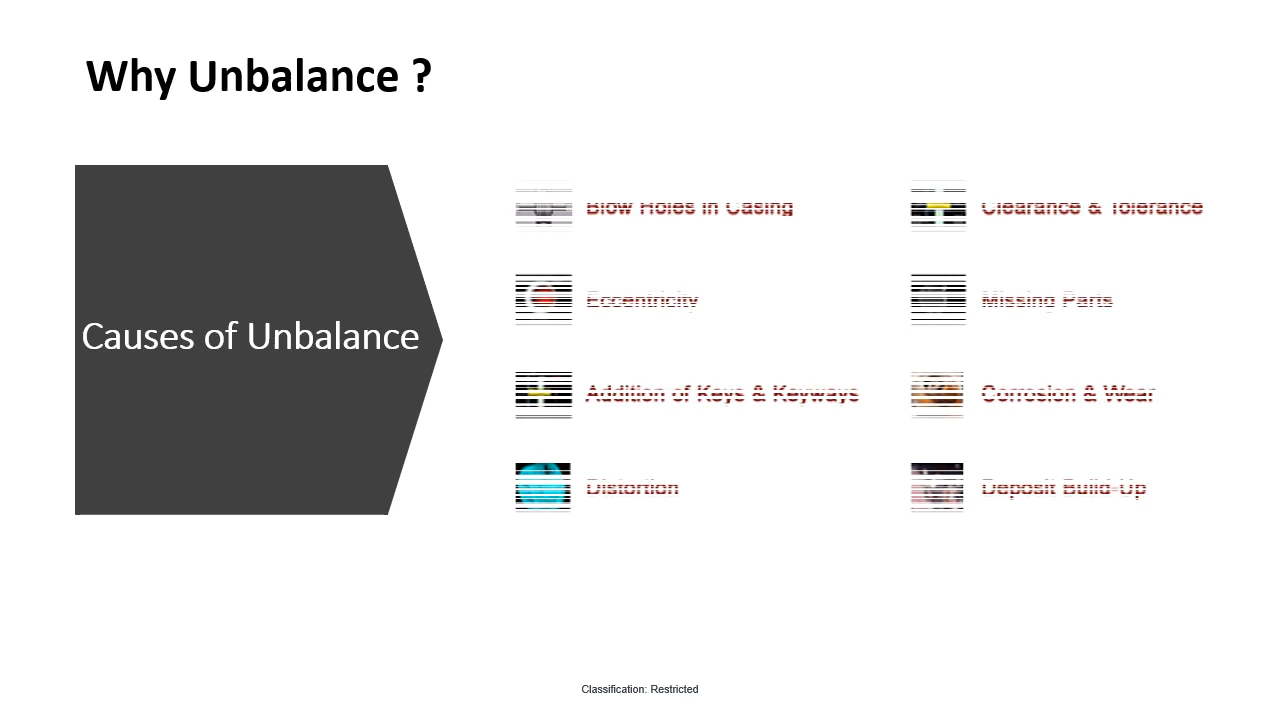 Why Unbalance ?
Causes of Unbalance
Blow Holes in Casing
Clearance & Tolerance
Eccentricity
Missing Parts
Addition of Keys & Keyways
Corrosion & Wear
Distortion
Deposit Build-Up
Classification: Restricted